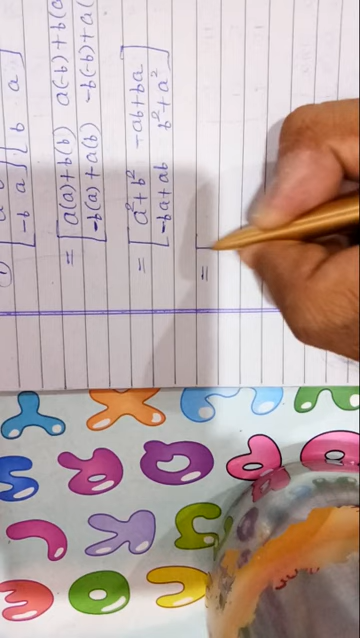 [-b a] [b a]
= [a(a)+b(b) a(-b)+b(a
-b(a)+a(b) -b(-b)+a(
= [a²+b² -ab+ba
-ba+ab b²+a²]
= [